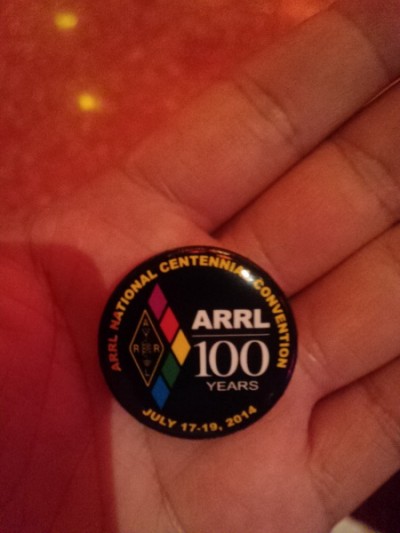 ARRL NATIONAL CENTENNIAL CONVENTION
ARRL
100
YEARS
A
R R
L
JULY 17-19, 2014